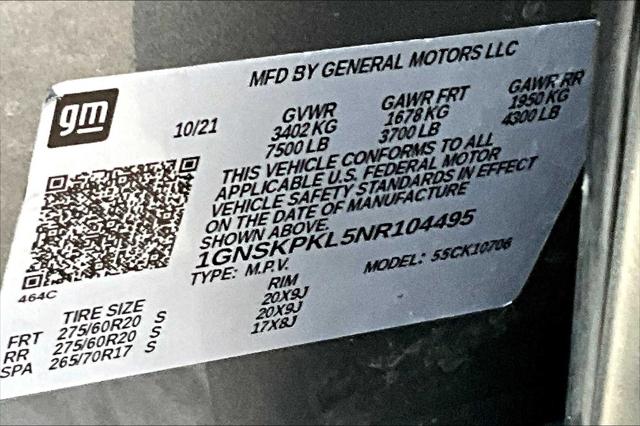 MFD BY GENERAL MOTORS LLC
gm
10/21
GVWR GAWR FRT GAWR RR
3402 KG 1678 KG 1950 KG
7500 LB 3700 LB 4300 LB
THIS VEHICLE CONFORMS TO ALL
APPLICABLE U.S. FEDERAL MOTOR
VEHICLE SAFETY STANDARDS IN EFFECT
ON THE DATE OF MANUFACTURE
SHOWN ABOVE.
1GNSKPKL5NR104495
TYPE: M.P.V. MODEL: 55CK10706
464C
TIRE SIZE RIM
FRT 275/60R20 S 20X9J
RR 275/60R20 S 20X9J
SPA 265/70R17 S 17X8J